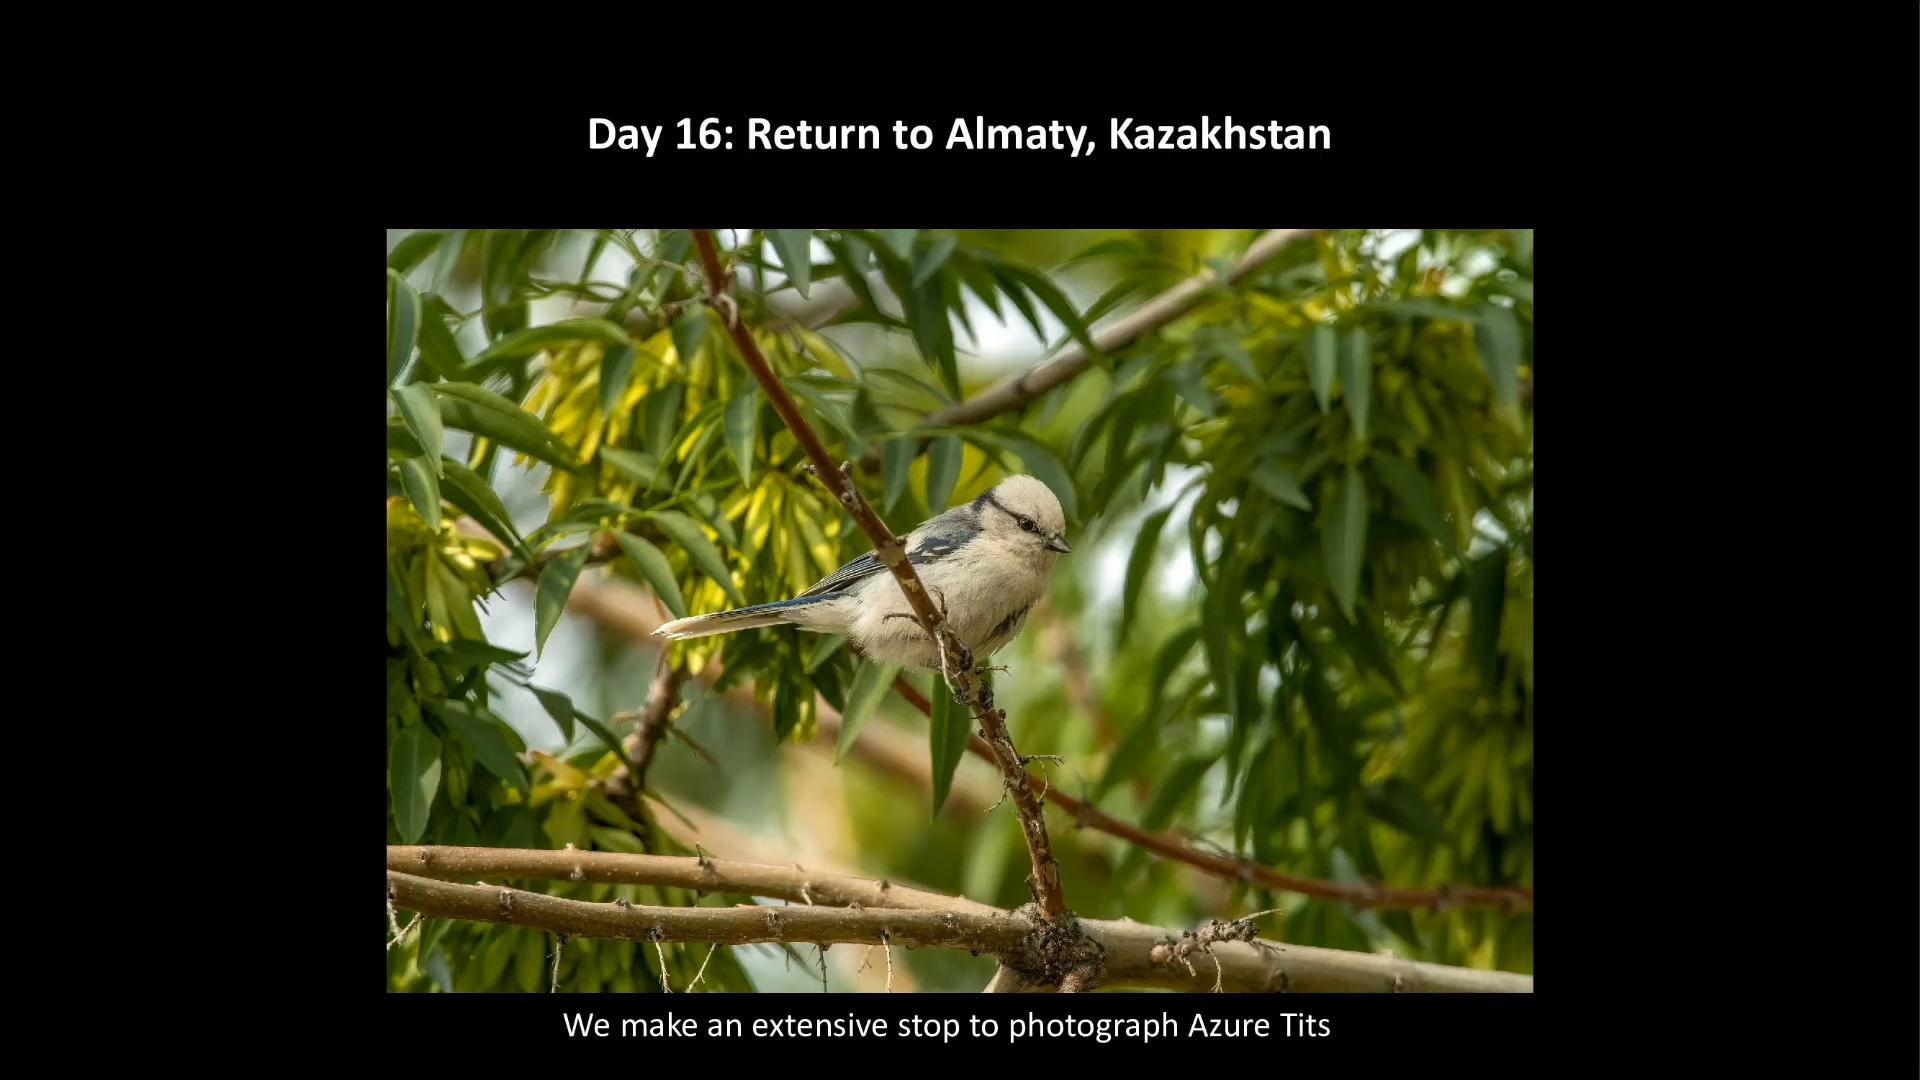 Day 16: Return to Almaty, Kazakhstan
We make an extensive stop to photograph Azure Tits